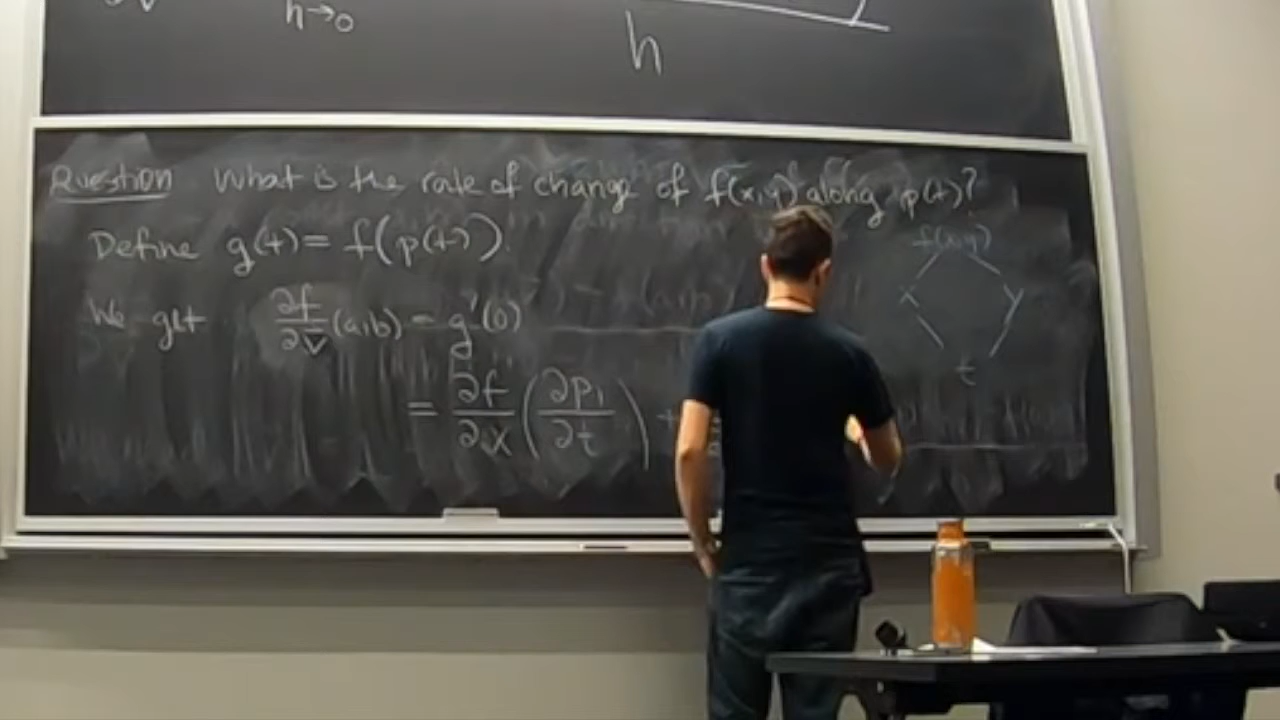 h→0
h
Question What is the rate of change of f(x,y) along p(t)?
Define g(t) = f(p(t)).
f(x,y)
x y
t
We get ∂f/∂v (a,b) = g'(0)
= ∂f/∂x (∂p₁/∂t) +